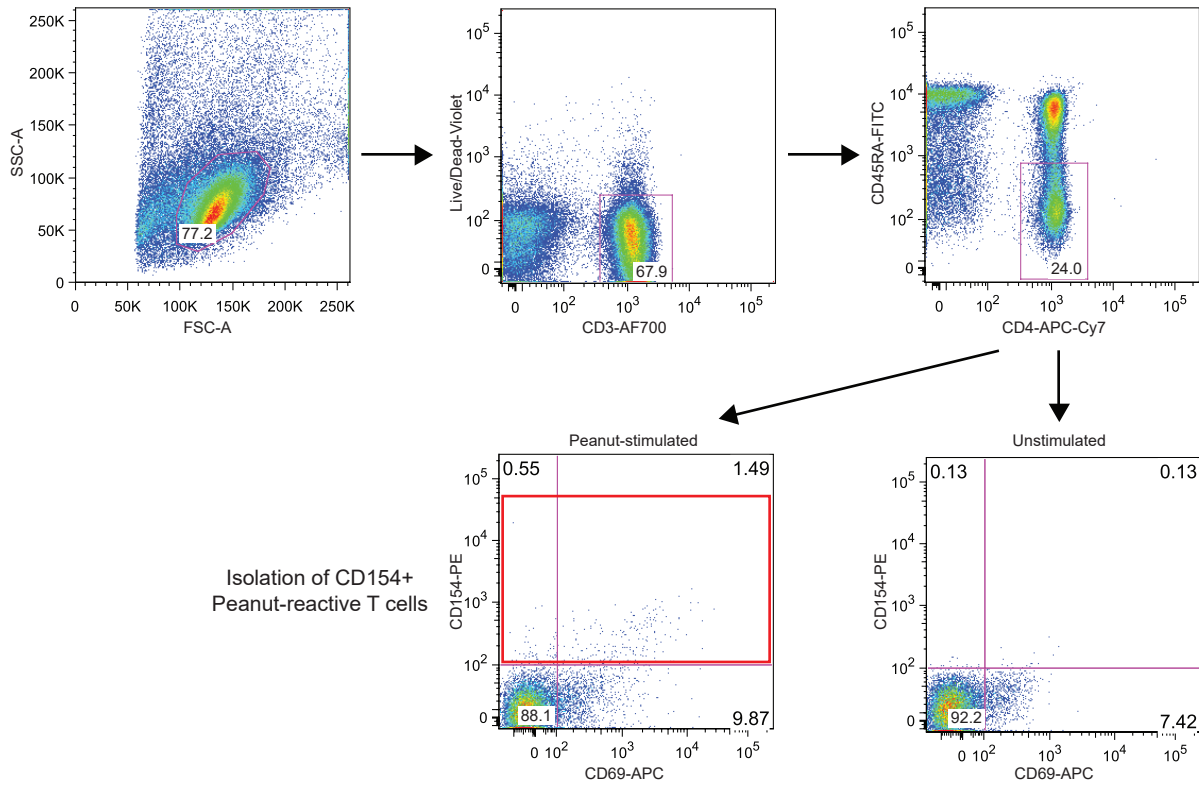 250K
200K
150K
100K
50K
0
SSC-A
77.2
0 50K 100K 150K 200K 250K
FSC-A
10^5
10^4
10^3
10^2
0
Live/Dead-Violet
67.9
0 10^2 10^3 10^4 10^5
CD3-AF700
10^5
10^4
10^3
10^2
0
CD45RA-FITC
24.0
0 10^2 10^3 10^4 10^5
CD4-APC-Cy7
Isolation of CD154+
Peanut-reactive T cells
Peanut-stimulated
0.55 1.49
10^5
10^4
10^3
10^2
0
CD154-PE
88.1
9.87
0 10^2 10^3 10^4 10^5
CD69-APC
Unstimulated
0.13 0.13
10^5
10^4
10^3
10^2
0
CD154-PE
92.2
7.42
0 10^2 10^3 10^4 10^5
CD69-APC